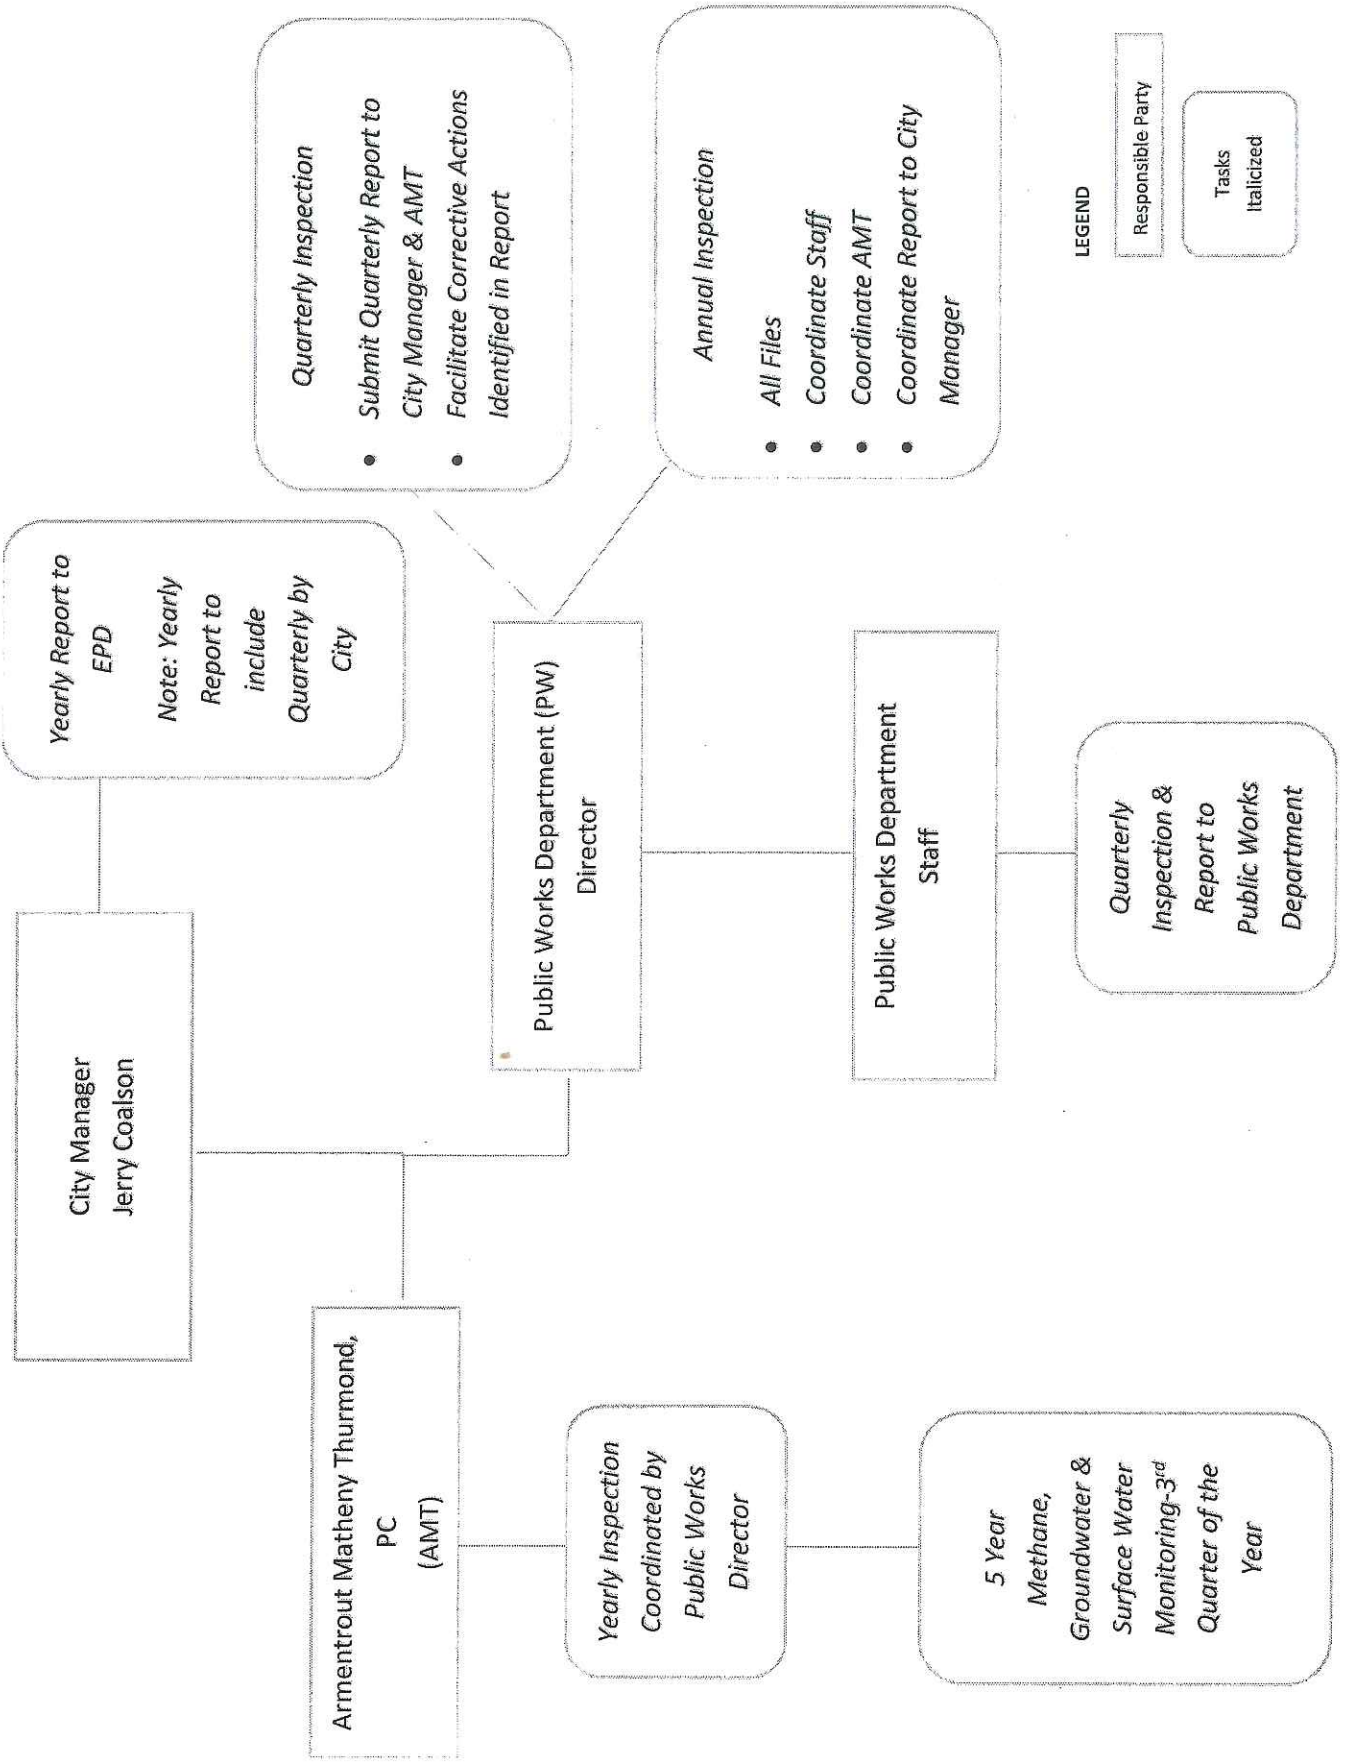 City Manager
Jerry Coalson
Yearly Report to
EPD
Note: Yearly
Report to
include
Quarterly by
City
Armentrout Matheny Thurmond,
PC
(AMT)
Yearly Inspection
Coordinated by
Public Works
Director
5 Year
Methane,
Groundwater &
Surface Water
Monitoring-3rd
Quarter of the
Year
Public Works Department (PW)
Director
Public Works Department
Staff
Quarterly
Inspection &
Report to
Public Works
Department
Quarterly Inspection
• Submit Quarterly Report to
City Manager & AMT
• Facilitate Corrective Actions
Identified in Report
Annual Inspection
• All Files
• Coordinate Staff
• Coordinate AMT
• Coordinate Report to City
Manager
LEGEND
Responsible Party
Tasks
Italicized